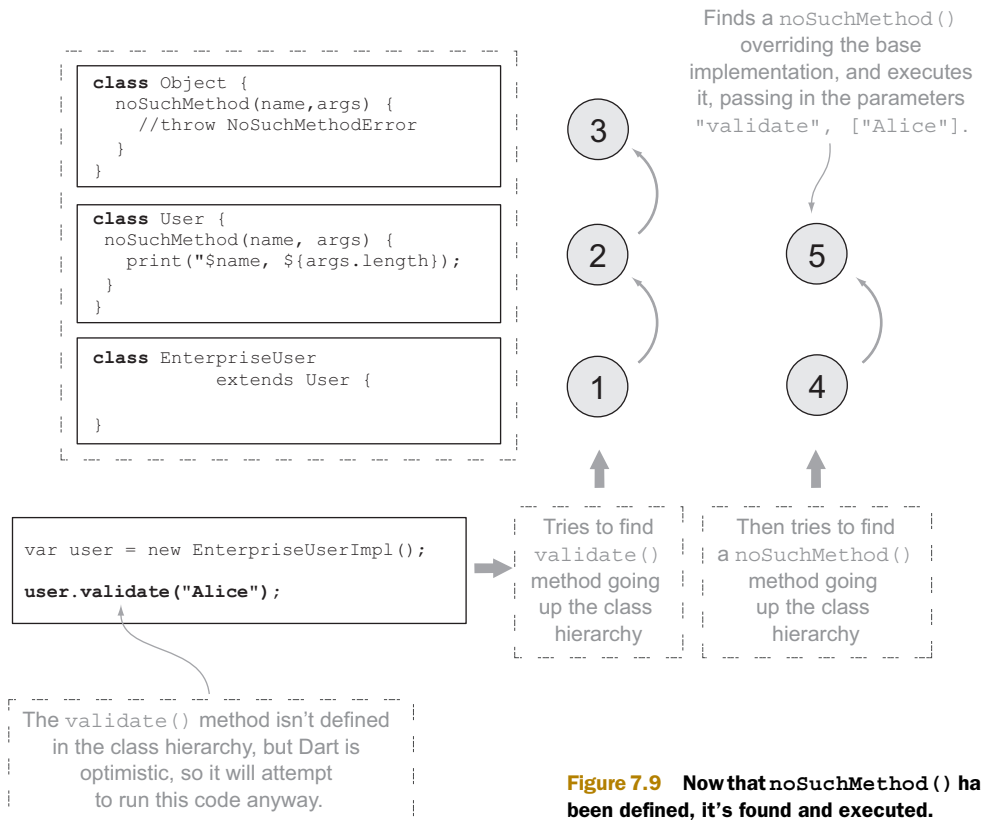 Finds a noSuchMethod()
overriding the base
implementation, and executes
it, passing in the parameters
"validate", ["Alice"].
class Object {
noSuchMethod(name,args) {
//throw NoSuchMethodError
}
}
3
class User {
noSuchMethod(name, args) {
print("$name, ${args.length});
}
}
2
5
class EnterpriseUser
extends User {
}
1
4
var user = new EnterpriseUserImpl();
user.validate("Alice");
Tries to find
validate()
method going
up the class
hierarchy
Then tries to find
a noSuchMethod()
method going
up the class
hierarchy
The validate() method isn't defined
in the class hierarchy, but Dart is
optimistic, so it will attempt
to run this code anyway.
Figure 7.9 Now that noSuchMethod() ha
been defined, it's found and executed.